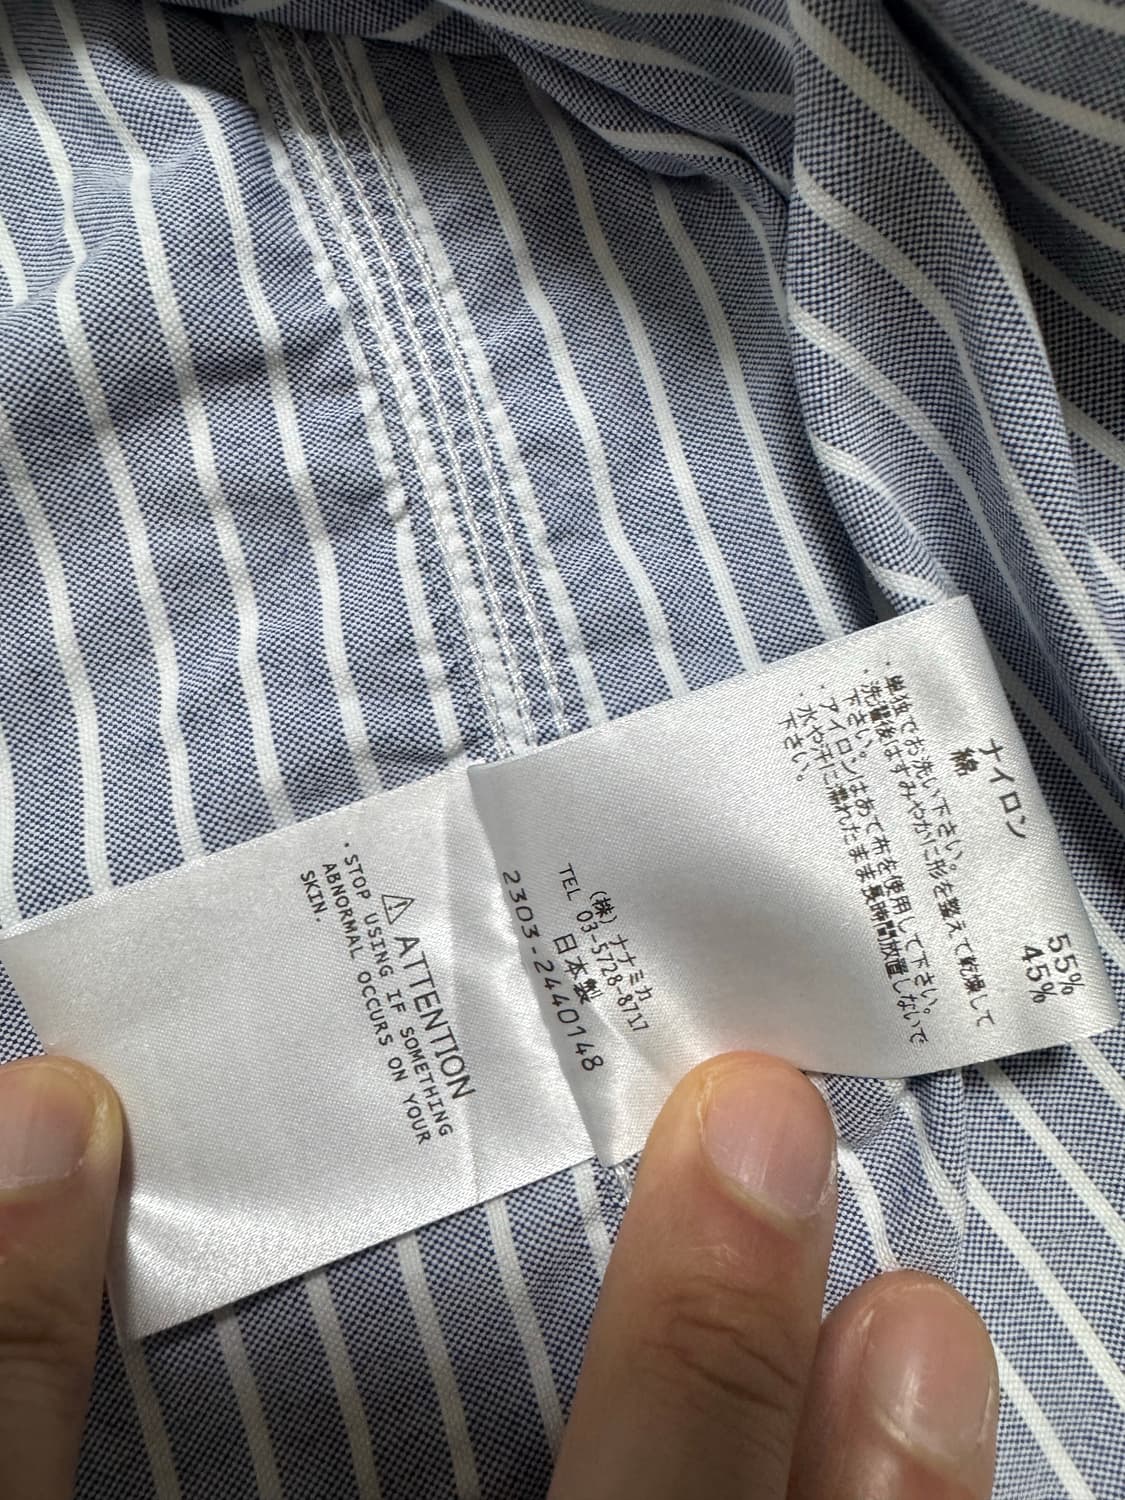 ナイロン 55%
綿 45%
・単独でお洗い下さい。
・洗濯後はすみやかに形を整えて乾燥して
下さい。
・アイロンはあて布を使用して下さい。
・水や汗に濡れたまま長時間放置しないで
下さい。
(株)ナナミカ
TEL 03-5728-8717
日本製
2303-2440148
⚠ ATTENTION
・STOP USING IF SOMETHING
ABNORMAL OCCURS ON YOUR
SKIN.